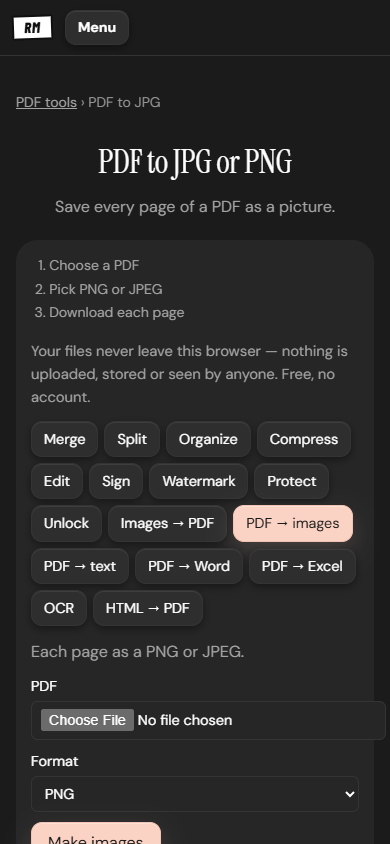 RM Menu
PDF tools › PDF to JPG
PDF to JPG or PNG
Save every page of a PDF as a picture.
1. Choose a PDF
2. Pick PNG or JPEG
3. Download each page
Your files never leave this browser — nothing is
uploaded, stored or seen by anyone. Free, no
account.
Merge Split Organize Compress
Edit Sign Watermark Protect
Unlock Images → PDF PDF → images
PDF → text PDF → Word PDF → Excel
OCR HTML → PDF
Each page as a PNG or JPEG.
PDF
Choose File No file chosen
Format
PNG
Make images